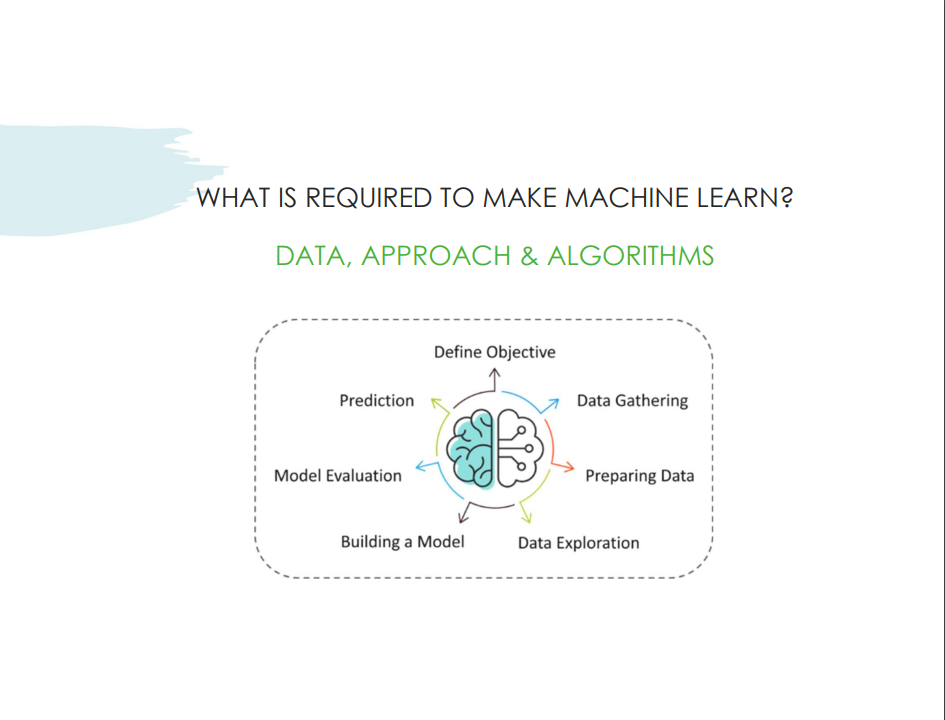 WHAT IS REQUIRED TO MAKE MACHINE LEARN?
DATA, APPROACH & ALGORITHMS
Define Objective
Prediction
Data Gathering
Model Evaluation
Preparing Data
Building a Model
Data Exploration